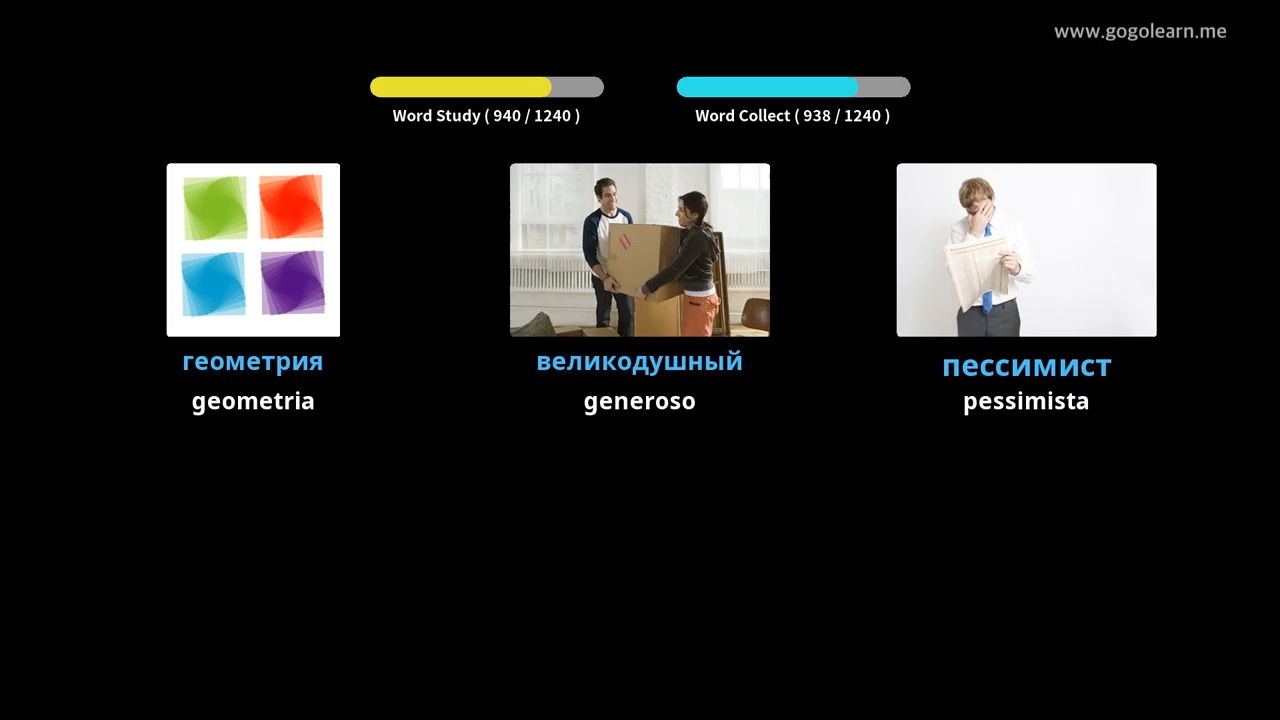 www.gogolearn.me
Word Study ( 940 / 1240 )
Word Collect ( 938 / 1240 )
геометрия
великодушный
пессимист
geometria
generoso
pessimista